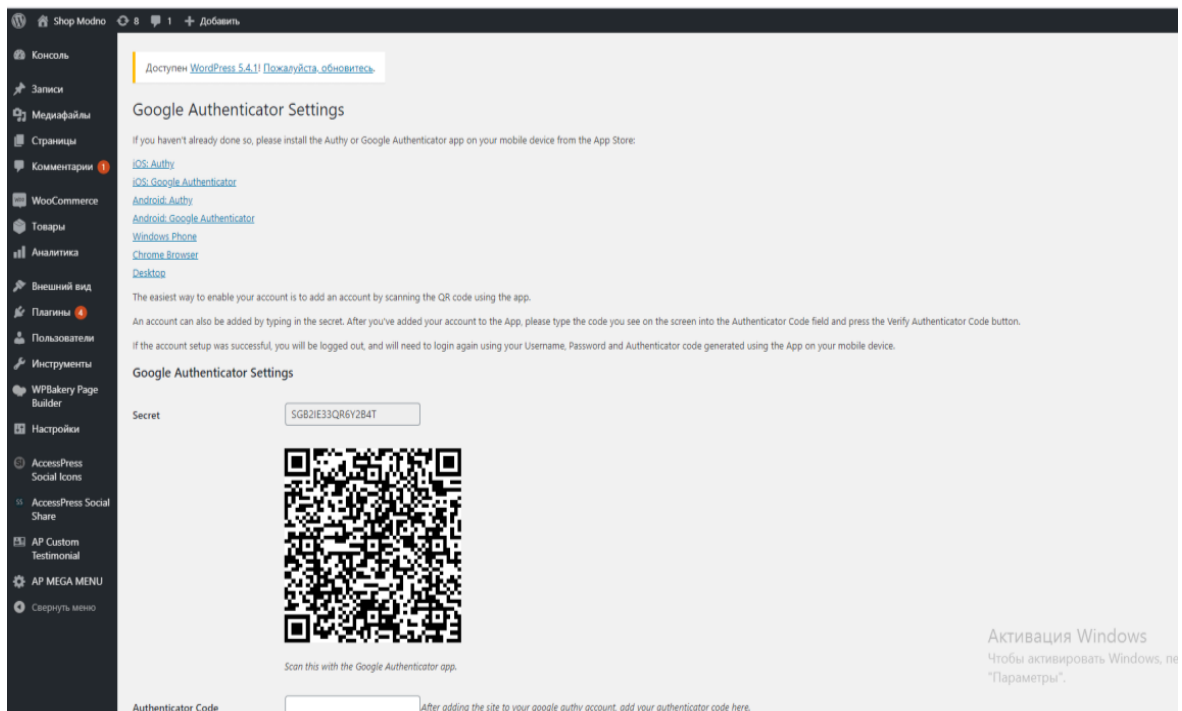 Shop Modno 8 1 + Добавить
Консоль
Записи
Медиафайлы
Страницы
Комментарии 1
WooCommerce
Товары
Аналитика
Внешний вид
Плагины 4
Пользователи
Инструменты
WPBakery Page
Builder
Настройки
AccessPress
Social Icons
AccessPress Social
Share
AP Custom
Testimonial
AP MEGA MENU
Свернуть меню
Доступен WordPress 5.4.1! Пожалуйста, обновитесь.
Google Authenticator Settings
If you haven't already done so, please install the Authy or Google Authenticator app on your mobile device from the App Store:
iOS: Authy
iOS: Google Authenticator
Android: Authy
Android: Google Authenticator
Windows Phone
Chrome Browser
Desktop
The easiest way to enable your account is to add an account by scanning the QR code using the app.
An account can also be added by typing in the secret. After you've added your account to the App, please type the code you see on the screen into the Authenticator Code field and press the Verify Authenticator Code button.
If the account setup was successful, you will be logged out, and will need to login again using your Username, Password and Authenticator code generated using the App on your mobile device.
Google Authenticator Settings
Secret SGB2IE33QR6Y2B4T
Scan this with the Google Authenticator app.
Authenticator Code After adding the site to your google authy account, add your authenticator code here.
Активация Windows
Чтобы активировать Windows, пе
"Параметры".